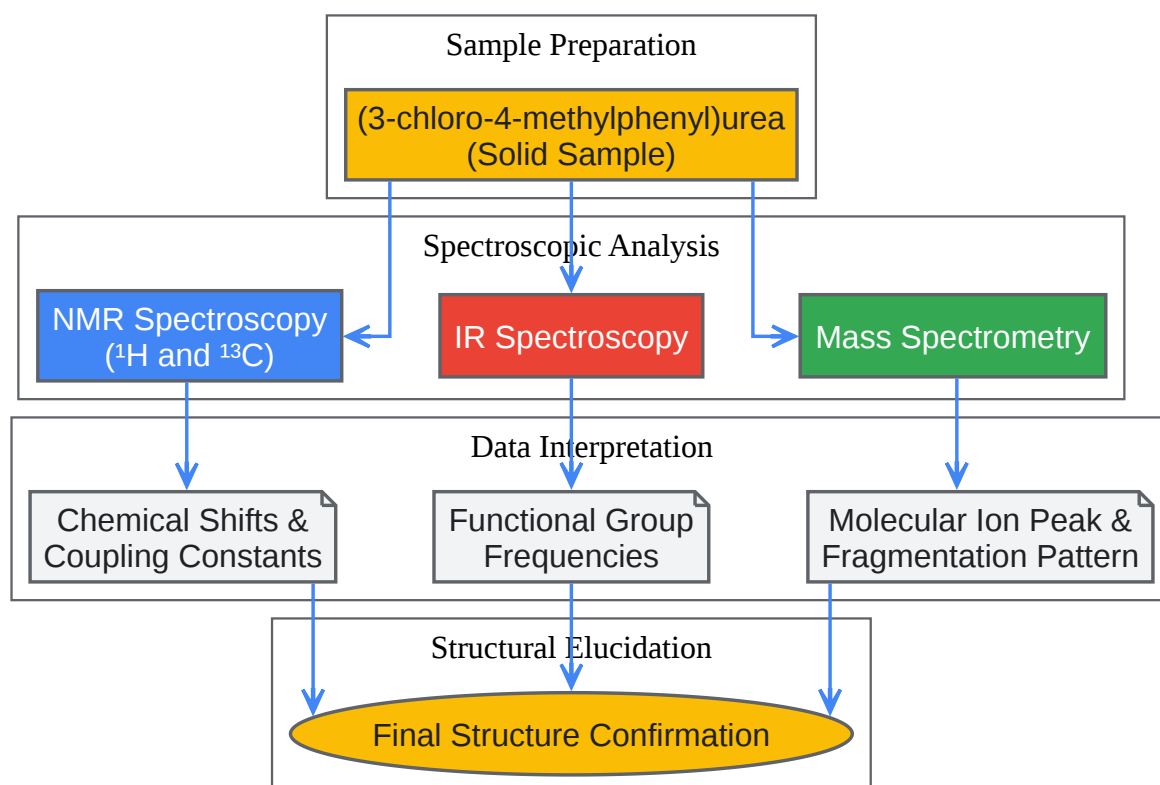 Sample Preparation
(3-chloro-4-methylphenyl)urea
(Solid Sample)
Spectroscopic Analysis
NMR Spectroscopy
(¹H and ¹³C)
IR Spectroscopy
Mass Spectrometry
Data Interpretation
Chemical Shifts &
Coupling Constants
Functional Group
Frequencies
Molecular Ion Peak &
Fragmentation Pattern
Structural Elucidation
Final Structure Confirmation